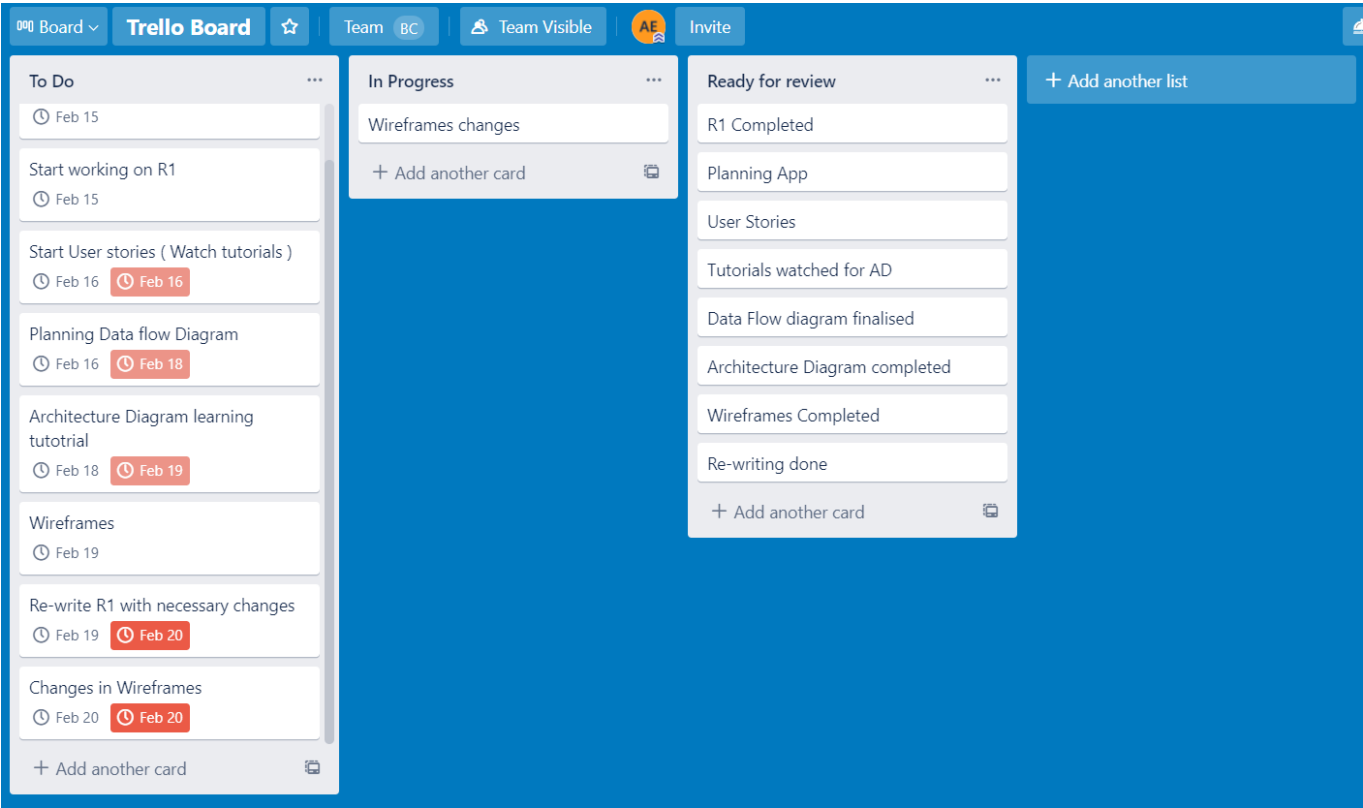 Board
Trello Board
Team BC
Team Visible
AE
Invite
To Do
Feb 15
Start working on R1
Feb 15
Start User stories ( Watch tutorials )
Feb 16 Feb 16
Planning Data flow Diagram
Feb 16 Feb 18
Architecture Diagram learning
tutotrial
Feb 18 Feb 19
Wireframes
Feb 19
Re-write R1 with necessary changes
Feb 19 Feb 20
Changes in Wireframes
Feb 20 Feb 20
+ Add another card
In Progress
Wireframes changes
+ Add another card
Ready for review
R1 Completed
Planning App
User Stories
Tutorials watched for AD
Data Flow diagram finalised
Architecture Diagram completed
Wireframes Completed
Re-writing done
+ Add another card
+ Add another list